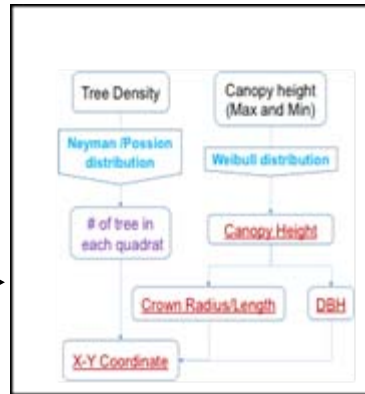 Tree Density
Canopy height
(Max and Min)
Neyman /Possion
distribution
Weibull distribution
# of tree in
each quadrat
Canopy Height
Crown Radius/Length
DBH
X-Y Coordinate